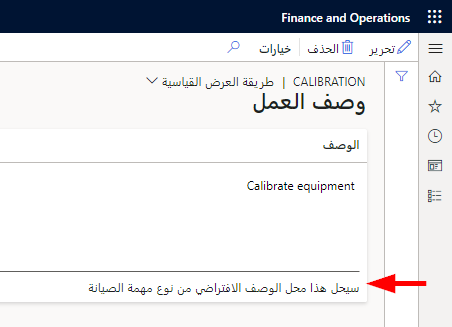 Finance and Operations
تحرير الحذف خيارات
CALIBRATION | طريقة العرض القياسية
وصف العمل
الوصف
Calibrate equipment
سيحل هذا محل الوصف الافتراضي من نوع مهمة الصيانة